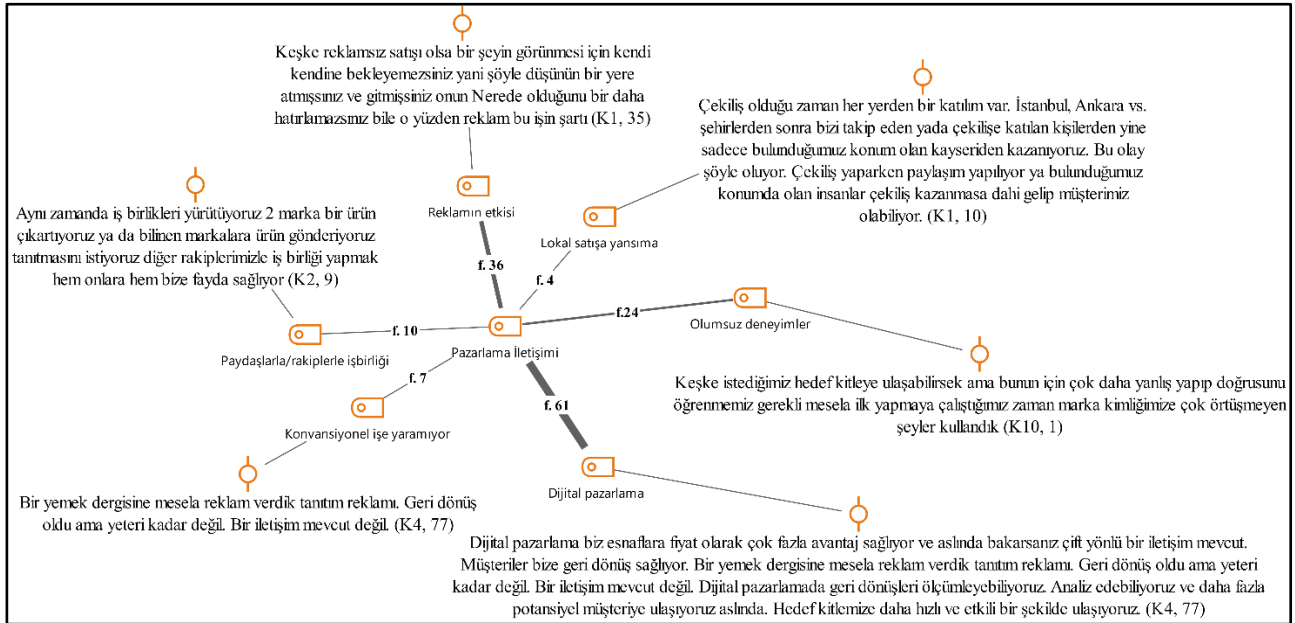 Keşke reklamsız satışı olsa bir şeyin görünmesi için kendi
kendine bekleyemezsiniz yani şöyle düşünün bir yere
atmışsınız ve gitmişsiniz onun Nerede olduğunu bir daha
hatırlamazsınız bile o yüzden reklam bu işin şartı (K1, 35)
Çekiliş olduğu zaman her yerden bir katılım var. İstanbul, Ankara vs.
şehirlerden sonra bizi takip eden yada çekilişe katılan kişilerden yine
sadece bulunduğumuz konum olan kayseriden kazanıyoruz. Bu olay
şöyle oluyor. Çekiliş yaparken paylaşım yapılıyor ya bulunduğumuz
konumda olan insanlar çekiliş kazanmasa dahi gelip müşterimiz
olabiliyor. (K1, 10)
Aynı zamanda iş birlikleri yürütüyoruz 2 marka bir ürün
çıkartıyoruz ya da bilinen markalara ürün gönderiyoruz
tanıtmasını istiyoruz diğer rakiplerimizle iş birliği yapmak
hem onlara hem bize fayda sağlıyor (K2, 9)
Reklamın etkisi
Lokal satışa yansıma
f. 36
f. 4
f.24
Olumsuz deneyimler
f. 10
Paydaşlarla/rakiplerle işbirliği
Pazarlama İletişimi
f. 7
f. 61
Konvansiyonel işe yaramıyor
Keşke istediğimiz hedef kitleye ulaşabilirsek ama bunun için çok daha yanlış yapıp doğrusunu
öğrenmemiz gerekli mesela ilk yapmaya çalıştığımız zaman marka kimliğimize çok örtüşmeyen
şeyler kullandık (K10, 1)
Dijital pazarlama
Bir yemek dergisine mesela reklam verdik tanıtım reklamı. Geri dönüş
oldu ama yeteri kadar değil. Bir iletişim mevcut değil. (K4, 77)
Dijital pazarlama biz esnaflara fiyat olarak çok fazla avantaj sağlıyor ve aslında bakarsanız çift yönlü bir iletişim mevcut.
Müşteriler bize geri dönüş sağlıyor. Bir yemek dergisine mesela reklam verdik tanıtım reklamı. Geri dönüş oldu ama yeteri
kadar değil. Bir iletişim mevcut değil. Dijital pazarlamada geri dönüşleri ölçümleyebiliyoruz. Analiz edebiliyoruz ve daha fazla
potansiyel müşteriye ulaşıyoruz aslında. Hedef kitlemize daha hızlı ve etkili bir şekilde ulaşıyoruz. (K4, 77)